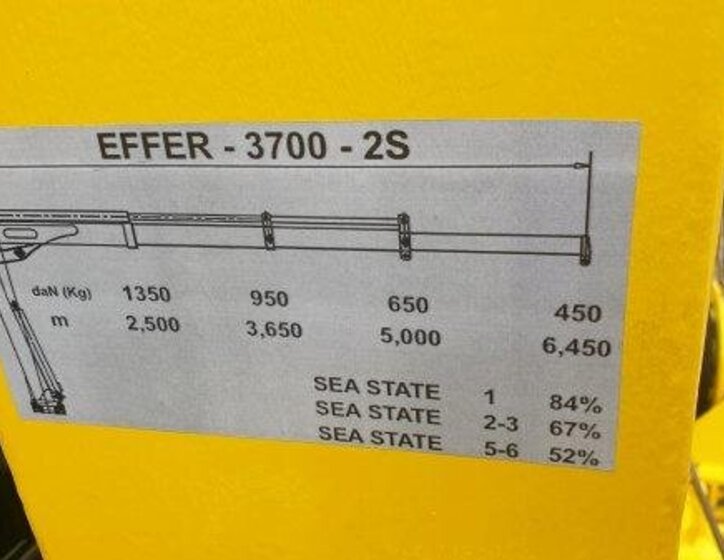 EFFER - 3700 - 2S
daN (Kg) 1350 950 650 450
m 2,500 3,650 5,000 6,450
SEA STATE 1 84%
SEA STATE 2-3 67%
SEA STATE 5-6 52%